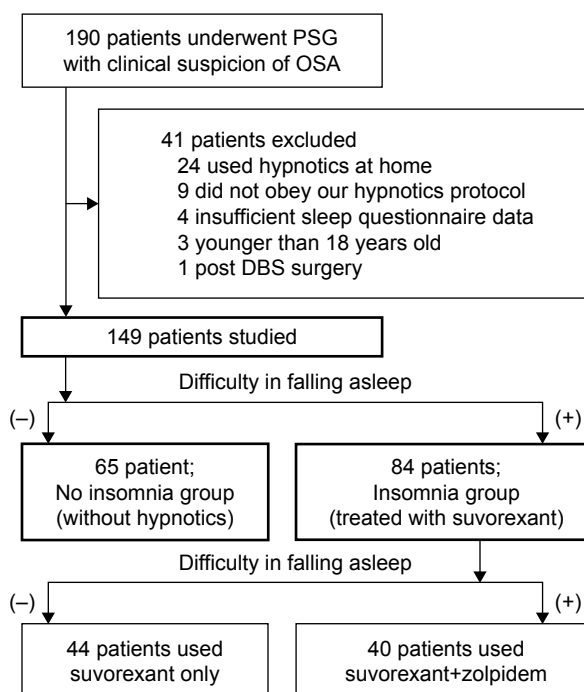 190 patients underwent PSG
with clinical suspicion of OSA
41 patients excluded
24 used hypnotics at home
9 did not obey our hypnotics protocol
4 insufficient sleep questionnaire data
3 younger than 18 years old
1 post DBS surgery
149 patients studied
Difficulty in falling asleep
(–) (+)
65 patient;
No insomnia group
(without hypnotics)
84 patients;
Insomnia group
(treated with suvorexant)
Difficulty in falling asleep
(–) (+)
44 patients used
suvorexant only
40 patients used
suvorexant+zolpidem